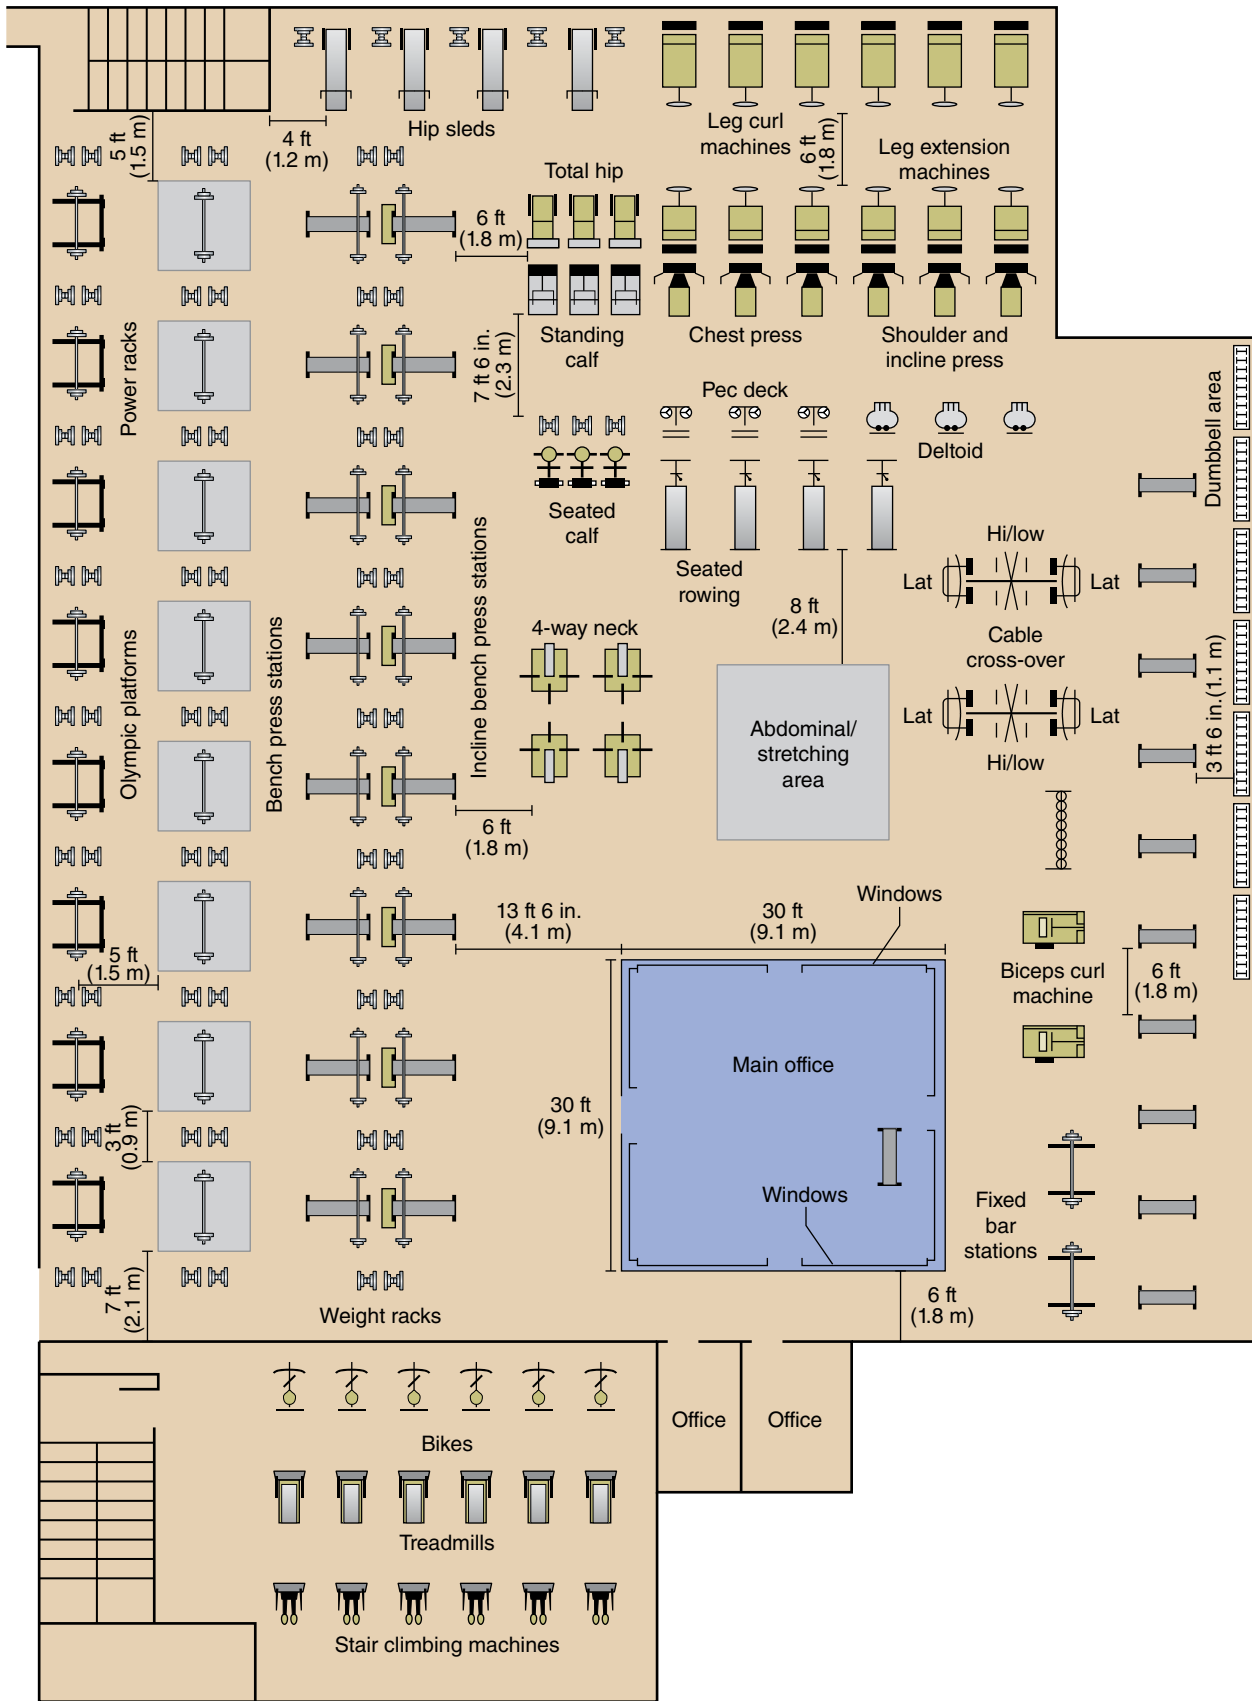 5 ft
(1.5 m)
4 ft
(1.2 m)
Hip sleds
Leg curl
machines
6 ft
(1.8 m)
Leg extension
machines
Total hip
6 ft
(1.8 m)
Power racks
7 ft 6 in.
(2.3 m)
Standing
calf
Chest press
Shoulder and
incline press
Pec deck
Deltoid
Dumbbell area
Seated
calf
Seated
rowing
Hi/low
Lat
Lat
8 ft
(2.4 m)
Olympic platforms
Bench press stations
Incline bench press stations
4-way neck
Cable
cross-over
Lat
Lat
Hi/low
3 ft 6 in.(1.1 m)
Abdominal/
stretching
area
6 ft
(1.8 m)
Windows
13 ft 6 in.
(4.1 m)
30 ft
(9.1 m)
5 ft
(1.5 m)
Biceps curl
machine
6 ft
(1.8 m)
Main office
30 ft
(9.1 m)
3 ft
(0.9 m)
Windows
Fixed
bar
stations
7 ft
(2.1 m)
6 ft
(1.8 m)
Weight racks
Office
Office
Bikes
Treadmills
Stair climbing machines